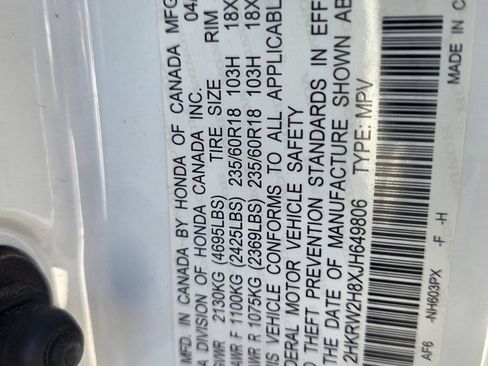 MFD. IN CANADA BY HONDA OF CANADA MFG
A DIVISION OF HONDA CANADA INC. 04/
GVWR 2130KG (4695LBS) TIRE SIZE RIM
GAWR F 1100KG (2425LBS) 235/60R18 103H 18X
GAWR R 1075KG (2369LBS) 235/60R18 103H 18X
THIS VEHICLE CONFORMS TO ALL APPLICABLE
FEDERAL MOTOR VEHICLE SAFETY
AND THEFT PREVENTION STANDARDS IN EFF
THE DATE OF MANUFACTURE SHOWN AB
2HKRW2H8XJH649806 TYPE: MPV
AF6 -NH603PX -F -H MADE IN C